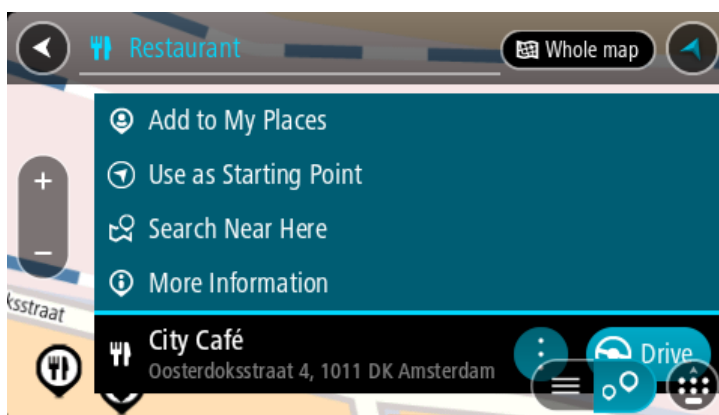 Restaurant
Whole map
Add to My Places
Use as Starting Point
Search Near Here
More Information
ksstraat
City Café
Drive
Oosterdoksstraat 4, 1011 DK Amsterdam